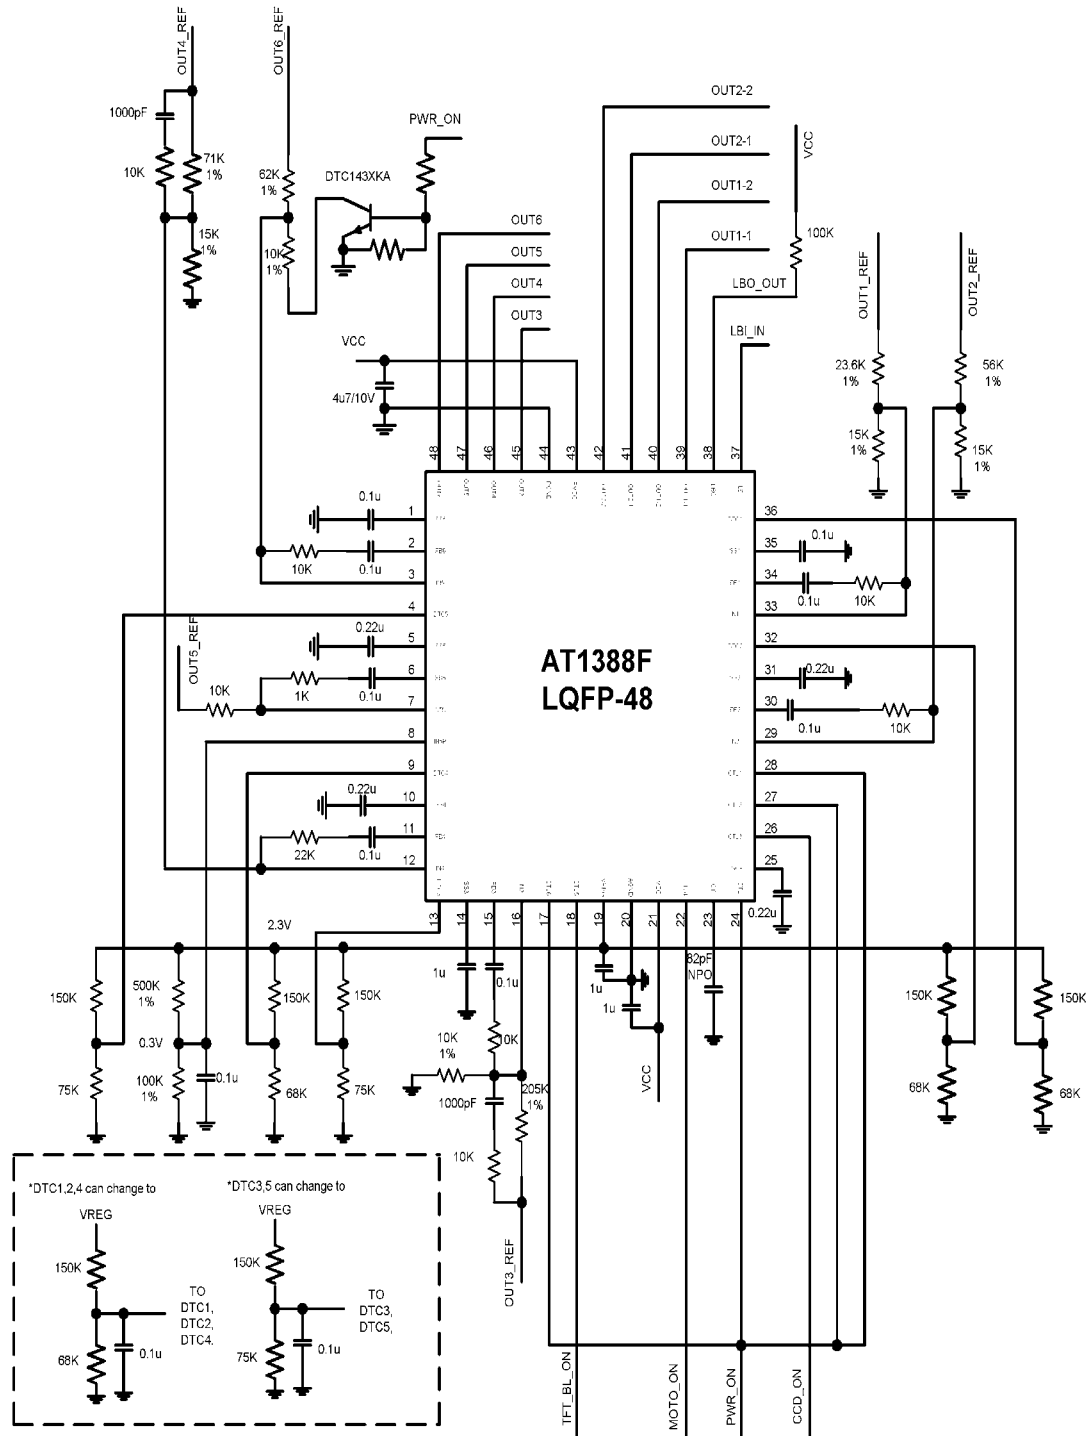 OUT4_REF
OUT6_REF
1000pF
10K
71K
1%
15K
1%
62K
1%
10K
1%
DTC143XKA
PWR_ON
OUT6
OUT5
OUT4
OUT3
VCC
4u7/10V
OUT2-2
OUT2-1
OUT1-2
OUT1-1
VCC
100K
LBO_OUT
LBI_IN
OUT1_REF
OUT2_REF
23.6K
1%
15K
1%
56K
1%
15K
1%
48
47
46
45
44
43
42
41
40
39
38
37
1
2
3
4
5
6
7
8
9
10
11
12
0.1u
10K
0.1u
0.22u
OUT5_REF
10K
1K
0.1u
0.22u
22K
0.1u
AT1388F
LQFP-48
36
35
34
33
32
31
30
29
28
27
26
25
0.1u
0.1u
10K
0.22u
0.1u
10K
0.22u
13
14
15
16
17
18
19
20
21
22
23
24
2.3V
150K
500K
1%
150K
150K
0.3V
75K
100K
1%
0.1u
68K
75K
1u
0.1u
10K
1%
10K
205K
1%
1000pF
10K
OUT3_REF
1u
1u
VCC
82pF
NPO
150K
150K
68K
68K
*DTC1,2,4 can change to
VREG
150K
68K
0.1u
TO
DTC1,
DTC2,
DTC4.
*DTC3,5 can change to
VREG
150K
75K
0.1u
TO
DTC3,
DTC5,
TFT_BL_ON
MOTO_ON
PWR_ON
CCD_ON